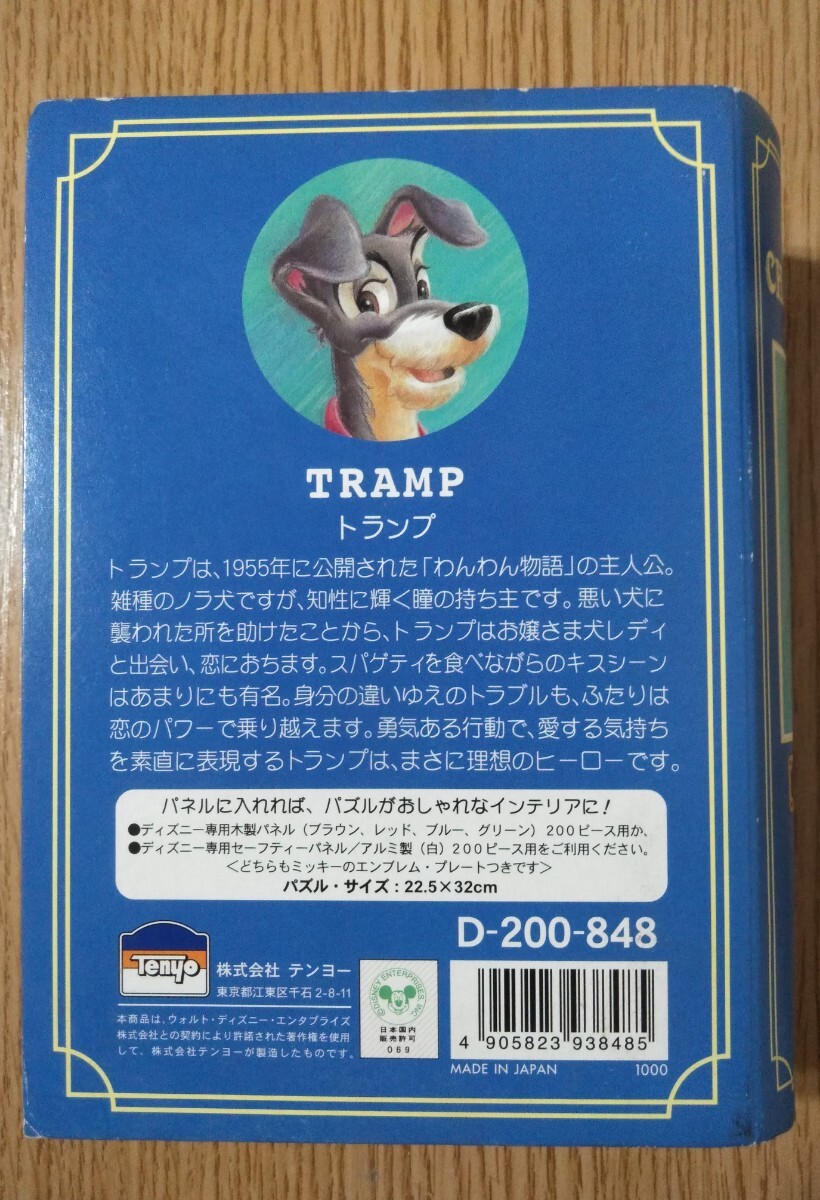 TRAMP
トランプ
トランプは、1955年に公開された「わんわん物語」の主人公。
雑種のノラ犬ですが、知性に輝く瞳の持ち主です。悪い犬に
襲われた所を助けたことから、トランプはお嬢さま犬レディ
と出会い、恋におちます。スパゲティを食べながらのキスシーン
はあまりにも有名。身分の違いゆえのトラブルも、ふたりは
恋のパワーで乗り越えます。勇気ある行動で、愛する気持ち
を素直に表現するトランプは、まさに理想のヒーローです。
パネルに入れれば、パズルがおしゃれなインテリアに!
●ディズニー専用木製パネル(ブラウン、レッド、ブルー、グリーン)200ピース用か、
●ディズニー専用セーフティーパネル/アルミ製(白)200ピース用をご利用ください。
<どちらもミッキーのエンブレム・プレートつきです>
パズル・サイズ:22.5×32cm
D-200-848
Tenyo
株式会社 テンヨー
東京都江東区千石2-8-11
本商品は、ウォルト・ディズニー・エンタプライズ
株式会社との契約により許諾された著作権を使用
して、株式会社テンヨーが製造したものです。
©DISNEY ENTERPRISES, INC.
日本国内
販売許可
069
4 905823 938485
MADE IN JAPAN 1000